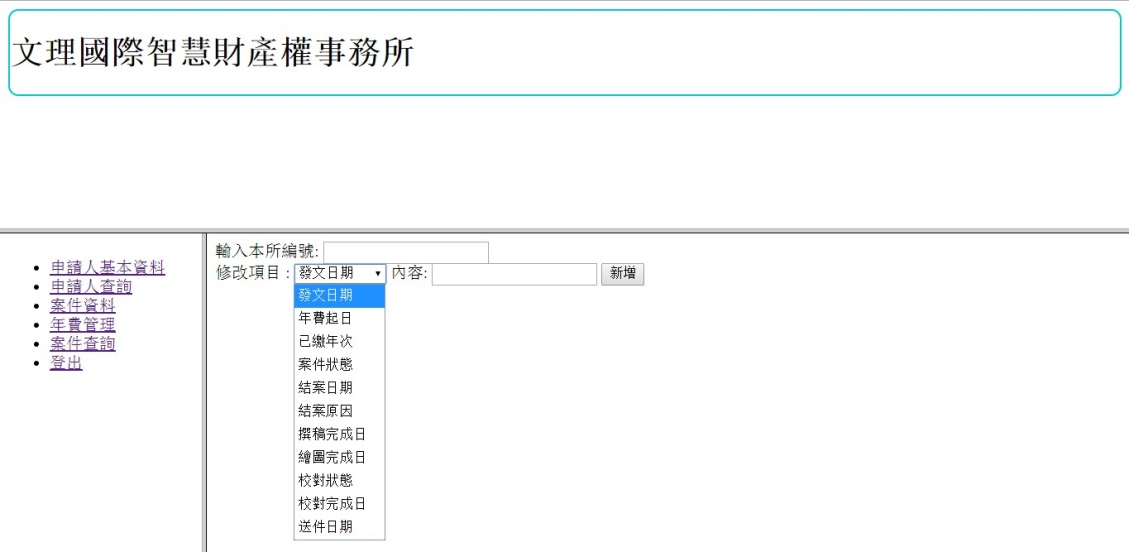 文理國際智慧財產權事務所
申請人基本資料
申請人查詢
案件資料
年費管理
案件查詢
登出
輸入本所編號:
修改項目 : 發文日期 內容: 新增
發文日期
年費起日
已繳年次
案件狀態
結案日期
結案原因
撰稿完成日
繪圖完成日
校對狀態
校對完成日
送件日期